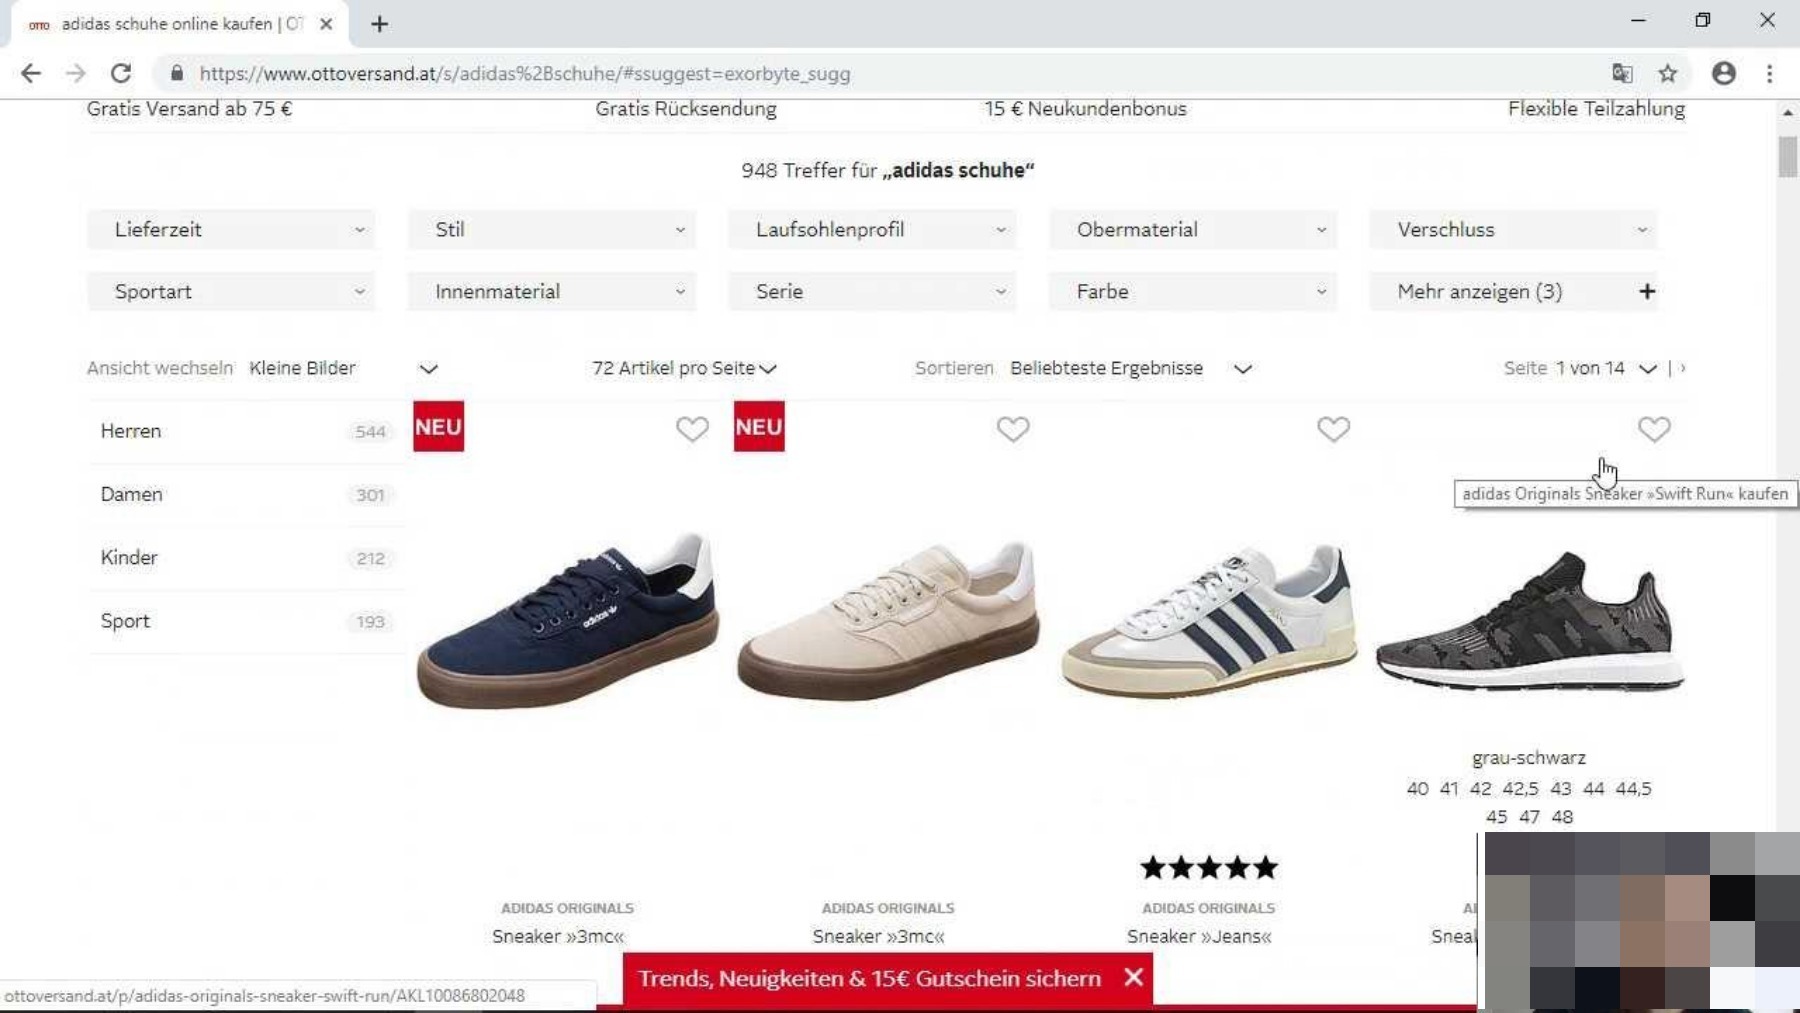 OTTO adidas schuhe online kaufen | OT
https://www.ottoversand.at/s/adidas%2Bschuhe/#ssuggest=exorbyte_sugg
Gratis Versand ab 75 € Gratis Rücksendung 15 € Neukundenbonus Flexible Teilzahlung
948 Treffer für „adidas schuhe“
Lieferzeit Stil Laufsohlenprofil Obermaterial Verschluss
Sportart Innenmaterial Serie Farbe Mehr anzeigen (3) +
Ansicht wechseln Kleine Bilder 72 Artikel pro Seite Sortieren Beliebteste Ergebnisse Seite 1 von 14 | ›
Herren 544
Damen 301
Kinder 212
Sport 193
NEU NEU
adidas Originals Sneaker »Swift Run« kaufen
adidas
grau-schwarz
40 41 42 42,5 43 44 44,5
45 47 48
★★★★★
ADIDAS ORIGINALS ADIDAS ORIGINALS ADIDAS ORIGINALS
Sneaker »3mc« Sneaker »3mc« Sneaker »Jeans«
Trends, Neuigkeiten & 15€ Gutschein sichern
ottoversand.at/p/adidas-originals-sneaker-swift-run/AKL10086802048